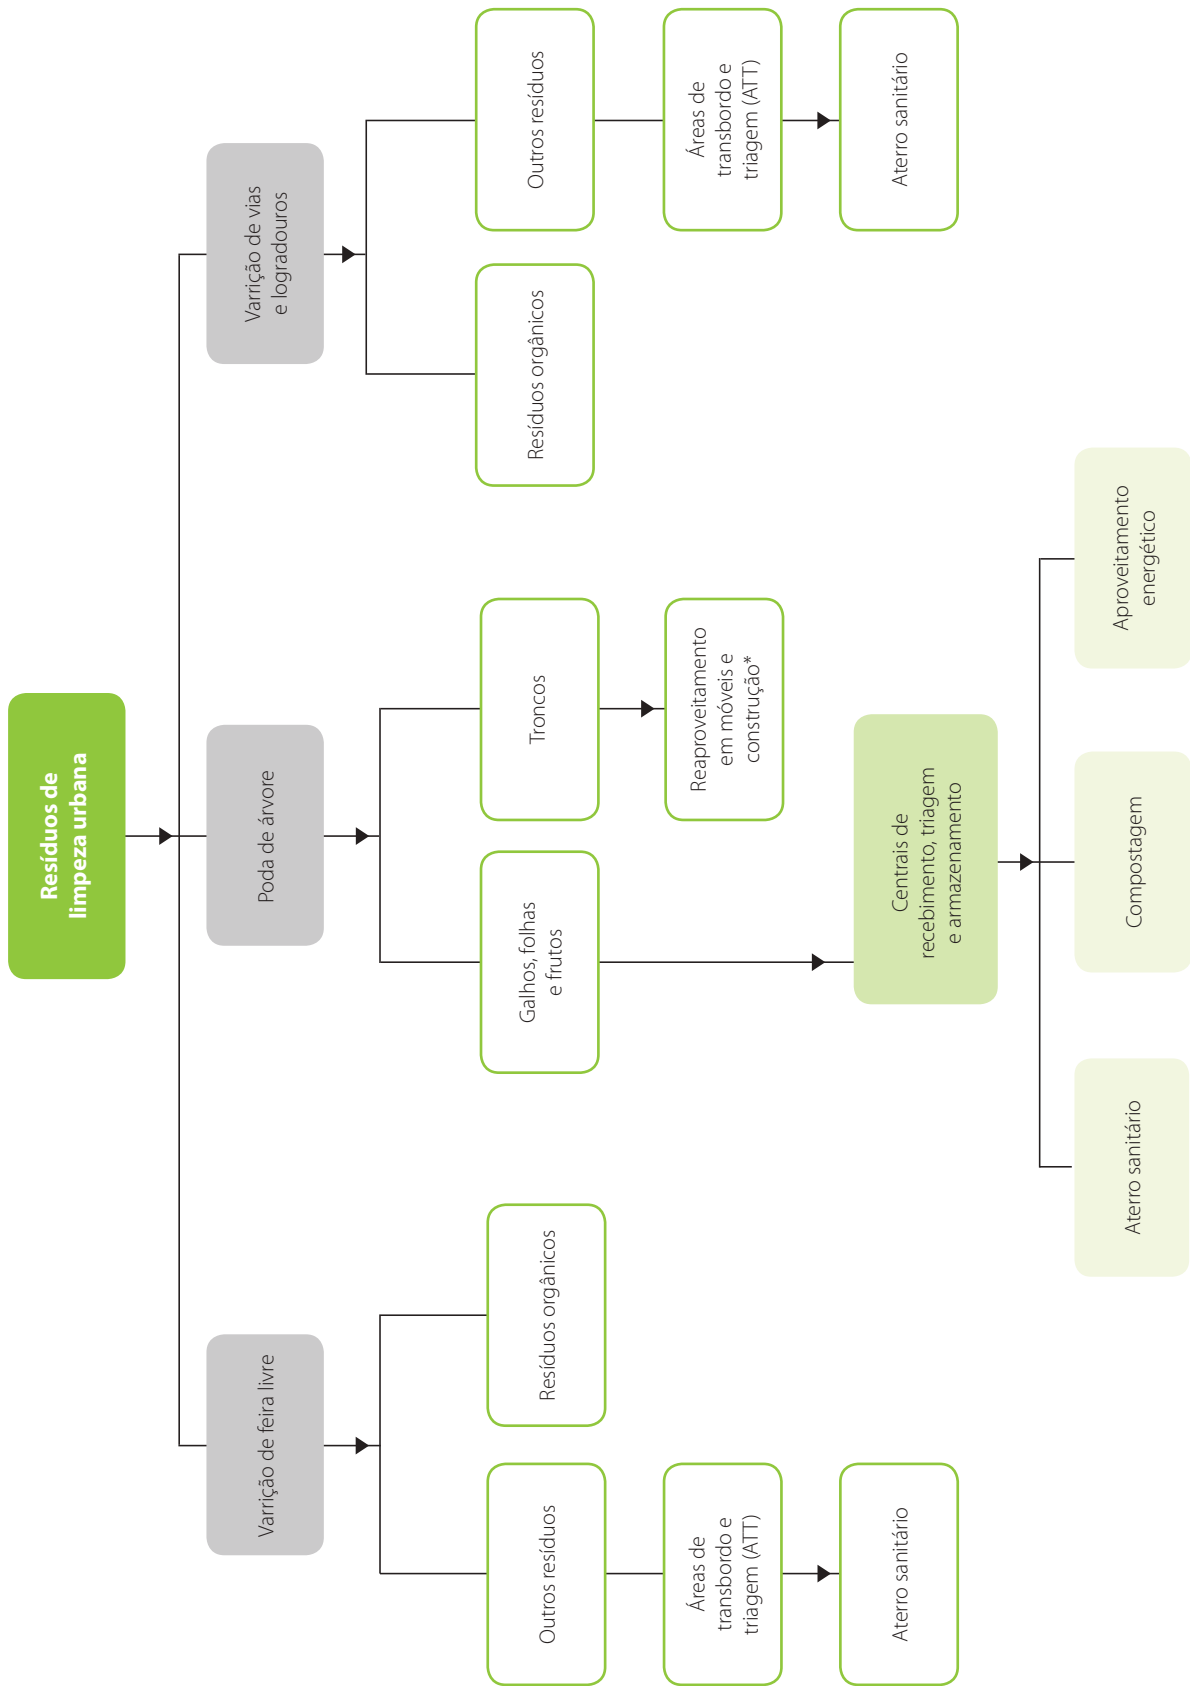 Resíduos de
limpeza urbana
Varrição de feira livre
Poda de árvore
Varrição de vias
e logradouros
Outros resíduos
Resíduos orgânicos
Galhos, folhas
e frutos
Troncos
Resíduos orgânicos
Outros resíduos
Áreas de
transbordo e
triagem (ATT)
Reaproveitamento
em móveis e
construção*
Áreas de
transbordo e
triagem (ATT)
Aterro sanitário
Centrais de
recebimento, triagem
e armazenamento
Aterro sanitário
Aterro sanitário
Compostagem
Aproveitamento
energético